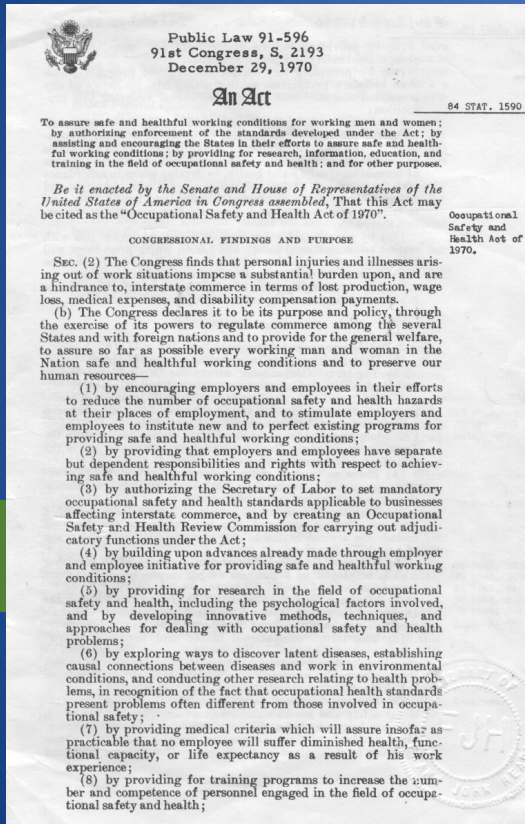 Public Law 91-596
91st Congress, S. 2193
December 29, 1970
An Act
84 STAT. 1590
To assure safe and healthful working conditions for working men and women;
by authorizing enforcement of the standards developed under the Act; by
assisting and encouraging the States in their efforts to assure safe and health-
ful working conditions; by providing for research, information, education, and
training in the field of occupational safety and health; and for other purposes.
Be it enacted by the Senate and House of Representatives of the
United States of America in Congress assembled, That this Act may
be cited as the “Occupational Safety and Health Act of 1970”.
Occupational
Safety and
Health Act of
1970.
CONGRESSIONAL FINDINGS AND PURPOSE
SEC. (2) The Congress finds that personal injuries and illnesses aris-
ing out of work situations impose a substantial burden upon, and are
a hindrance to, interstate commerce in terms of lost production, wage
loss, medical expenses, and disability compensation payments.
(b) The Congress declares it to be its purpose and policy, through
the exercise of its powers to regulate commerce among the several
States and with foreign nations and to provide for the general welfare,
to assure so far as possible every working man and woman in the
Nation safe and healthful working conditions and to preserve our
human resources—
(1) by encouraging employers and employees in their efforts
to reduce the number of occupational safety and health hazards
at their places of employment, and to stimulate employers and
employees to institute new and to perfect existing programs for
providing safe and healthful working conditions;
(2) by providing that employers and employees have separate
but dependent responsibilities and rights with respect to achiev-
ing safe and healthful working conditions;
(3) by authorizing the Secretary of Labor to set mandatory
occupational safety and health standards applicable to businesses
affecting interstate commerce, and by creating an Occupational
Safety and Health Review Commission for carrying out adjudi-
catory functions under the Act;
(4) by building upon advances already made through employer
and employee initiative for providing safe and healthful working
conditions;
(5) by providing for research in the field of occupational
safety and health, including the psychological factors involved,
and by developing innovative methods, techniques, and
approaches for dealing with occupational safety and health
problems;
(6) by exploring ways to discover latent diseases, establishing
causal connections between diseases and work in environmental
conditions, and conducting other research relating to health prob-
lems, in recognition of the fact that occupational health standards
present problems often different from those involved in occupa-
tional safety;
(7) by providing medical criteria which will assure insofar as
practicable that no employee will suffer diminished health, func-
tional capacity, or life expectancy as a result of his work
experience;
(8) by providing for training programs to increase the num-
ber and competence of personnel engaged in the field of occupa-
tional safety and health;